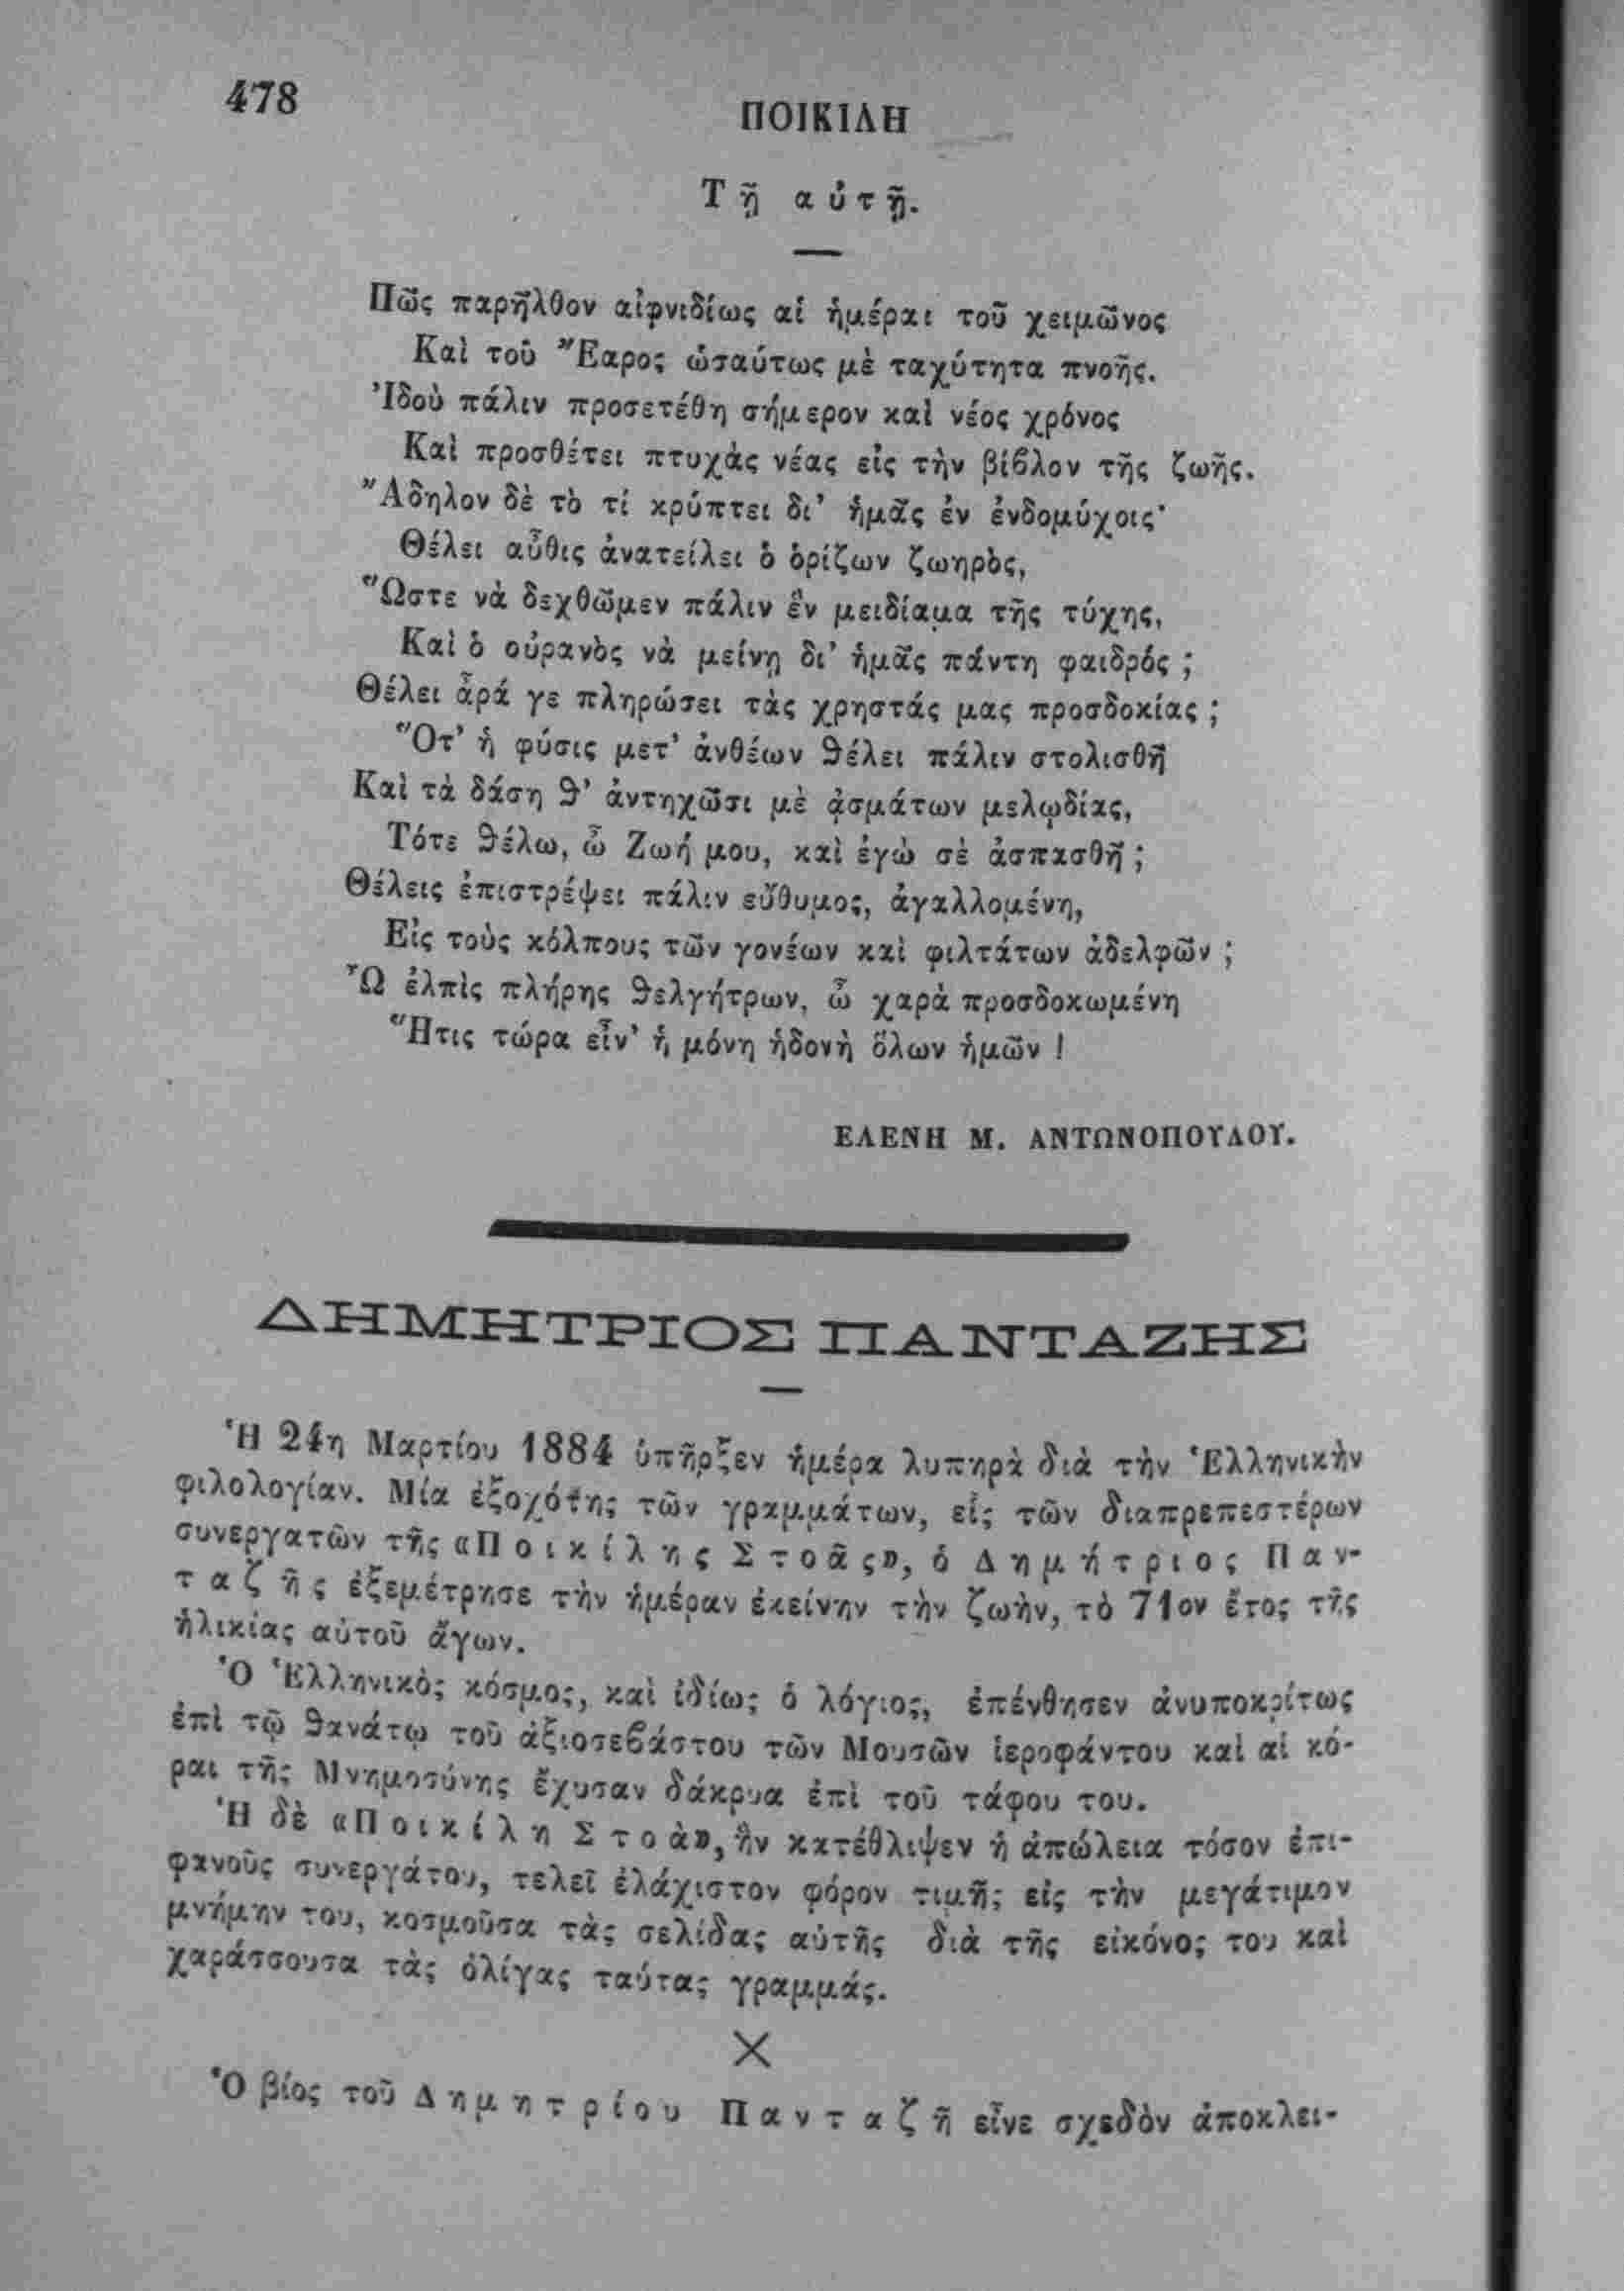 478
ΠΟΙΚΙΛΗ
Τῇ αὐτῇ.
Πῶς παρῆλθον αἰφνιδίως αἱ ἡμέραι τοῦ χειμῶνος
Καὶ τοῦ Ἔαρος ὡσαύτως μὲ ταχύτητα πνοῆς.
Ἰδοὺ πάλιν προσετέθη σήμερον καὶ νέος χρόνος
Καὶ προσθέτει πτυχὰς νέας εἰς τὴν βίβλον τῆς ζωῆς.
Ἄδηλον δὲ τὸ τί κρύπτει δι’ ἡμᾶς ἐν ἐνδομύχοις·
Θέλει αὖθις ἀνατείλει ὁ ὁρίζων ζωηρὸς,
Ὥστε νὰ δεχθῶμεν πάλιν ἓν μειδίαμα τῆς τύχης,
Καὶ ὁ οὐρανὸς νὰ μείνῃ δι’ ἡμᾶς πάντη φαιδρός ;
Θέλει ἆρά γε πληρώσει τὰς χρηστάς μας προσδοκίας ;
Ὅτ’ ἡ φύσις μετ’ ἀνθέων θέλει πάλιν στολισθῆ
Καὶ τὰ δάση θ’ ἀντηχῶσι μὲ ᾀσμάτων μελῳδίας,
Τότε θέλω, ὦ Ζωή μου, καὶ ἐγὼ σὲ ἀσπασθῆ ;
Θέλεις ἐπιστρέψει πάλιν εὔθυμος, ἀγαλλομένη,
Εἰς τοὺς κόλπους τῶν γονέων καὶ φιλτάτων ἀδελφῶν ;
Ὦ ἐλπὶς πλήρης θελγήτρων, ὦ χαρὰ προσδοκωμένη
Ἥτις τώρα εἶν’ ἡ μόνη ἡδονὴ ὅλων ἡμῶν !
ΕΛΕΝΗ Μ. ΑΝΤΩΝΟΠΟΥΛΟΥ.
ΔΗΜΗΤΡΙΟΣ ΠΑΝΤΑΖΗΣ
Ἡ 24η Μαρτίου 1884 ὑπῆρξεν ἡμέρα λυπηρὰ διὰ τὴν Ἑλληνικὴν
φιλολογίαν. Μία ἐξοχότης τῶν γραμμάτων, εἷς τῶν διαπρεπεστέρων
συνεργατῶν τῆς «Ποικίλης Στοᾶς», ὁ Δημήτριος Παν-
ταζῆς ἐξεμέτρησε τὴν ἡμέραν ἐκείνην τὴν ζωὴν, τὸ 71ον ἔτος τῆς
ἡλικίας αὑτοῦ ἄγων.
Ὁ Ἑλληνικὸς κόσμος, καὶ ἰδίως ὁ λόγιος, ἐπένθησεν ἀνυποκρίτως
ἐπὶ τῷ θανάτῳ τοῦ ἀξιοσεβάστου τῶν Μουσῶν ἱεροφάντου καὶ αἱ κό-
ραι τῆς Μνημοσύνης ἔχυσαν δάκρυα ἐπὶ τοῦ τάφου του.
Ἡ δὲ «Ποικίλη Στοὰ», ἣν κατέθλιψεν ἡ ἀπώλεια τόσον ἐπι-
φανοῦς συνεργάτου, τελεῖ ἐλάχιστον φόρον τιμῆς εἰς τὴν μεγάτιμον
μνήμην του, κοσμοῦσα τὰς σελίδας αὐτῆς διὰ τῆς εἰκόνος του καὶ
χαράσσουσα τὰς ὀλίγας ταύτας γραμμάς.
Ὁ βίος τοῦ Δημητρίου Πανταζῆ εἶνε σχεδὸν ἀποκλει-